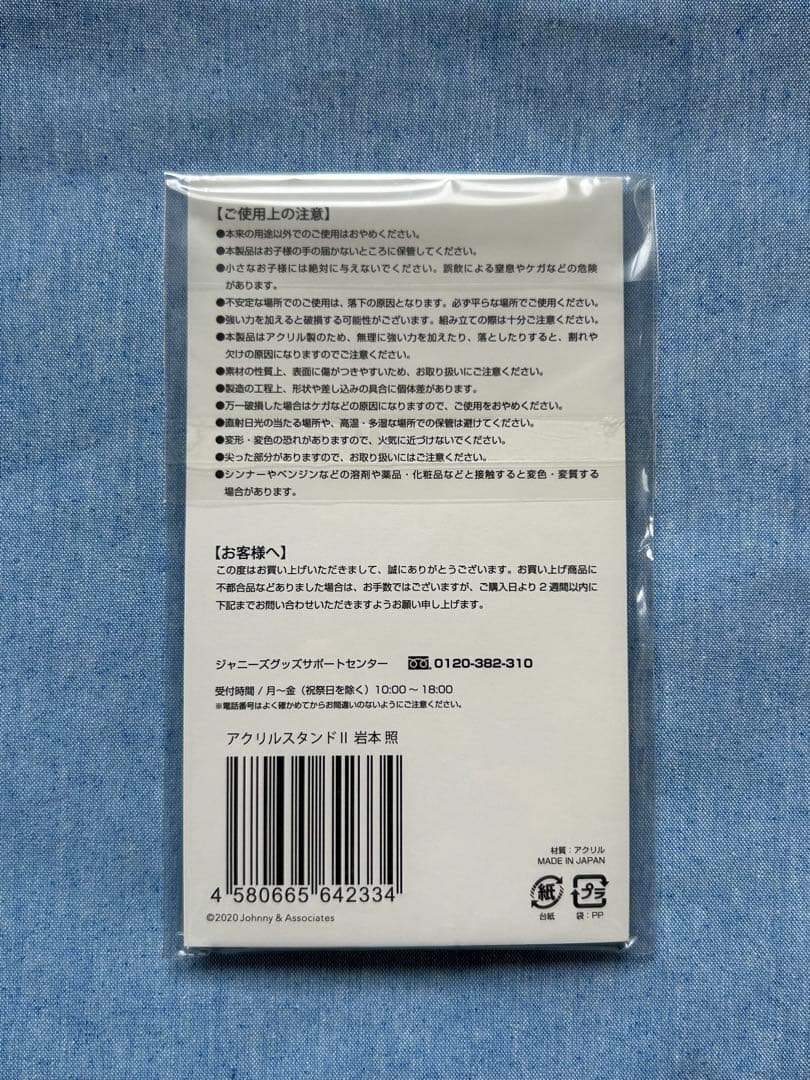 【ご使用上の注意】
●本来の用途以外でのご使用はおやめください。
●本製品はお子様の手の届かないところに保管してください。
●小さなお子様には絶対に与えないでください。誤飲による窒息やケガなどの危険
があります。
●不安定な場所でのご使用は、落下の原因となります。必ず平らな場所でご使用ください。
●強い力を加えると破損する可能性がございます。組み立ての際は十分ご注意ください。
●本製品はアクリル製のため、無理に強い力を加えたり、落としたりすると、割れや
欠けの原因になりますのでご注意ください。
●素材の性質上、表面に傷がつきやすいため、お取り扱いにご注意ください。
●製造の工程上、形状や差し込みの具合に個体差があります。
●万一破損した場合はケガなどの原因になりますので、ご使用をおやめください。
●直射日光の当たる場所や、高温・多湿な場所での保管は避けてください。
●変形・変色の恐れがありますので、火気に近づけないでください。
●尖った部分がありますので、お取り扱いにはご注意ください。
●シンナーやベンジンなどの溶剤や薬品・化粧品などと接触すると変色・変質する
場合があります。
【お客様へ】
この度はお買い上げいただきまして、誠にありがとうございます。お買い上げ商品に
不都合品などありました場合は、お手数ではございますが、ご購入日より2週間以内に
下記までお問い合わせいただきますようお願い申し上げます。
ジャニーズグッズサポートセンター 0120-382-310
受付時間/月〜金(祝祭日を除く)10:00〜18:00
※電話番号はよく確かめてからお間違いのないようにご注意ください。
アクリルスタンドII 岩本 照
4 580665 642334
©2020 Johnny & Associates
材質:アクリル
MADE IN JAPAN
紙 プラ
台紙 袋:PP